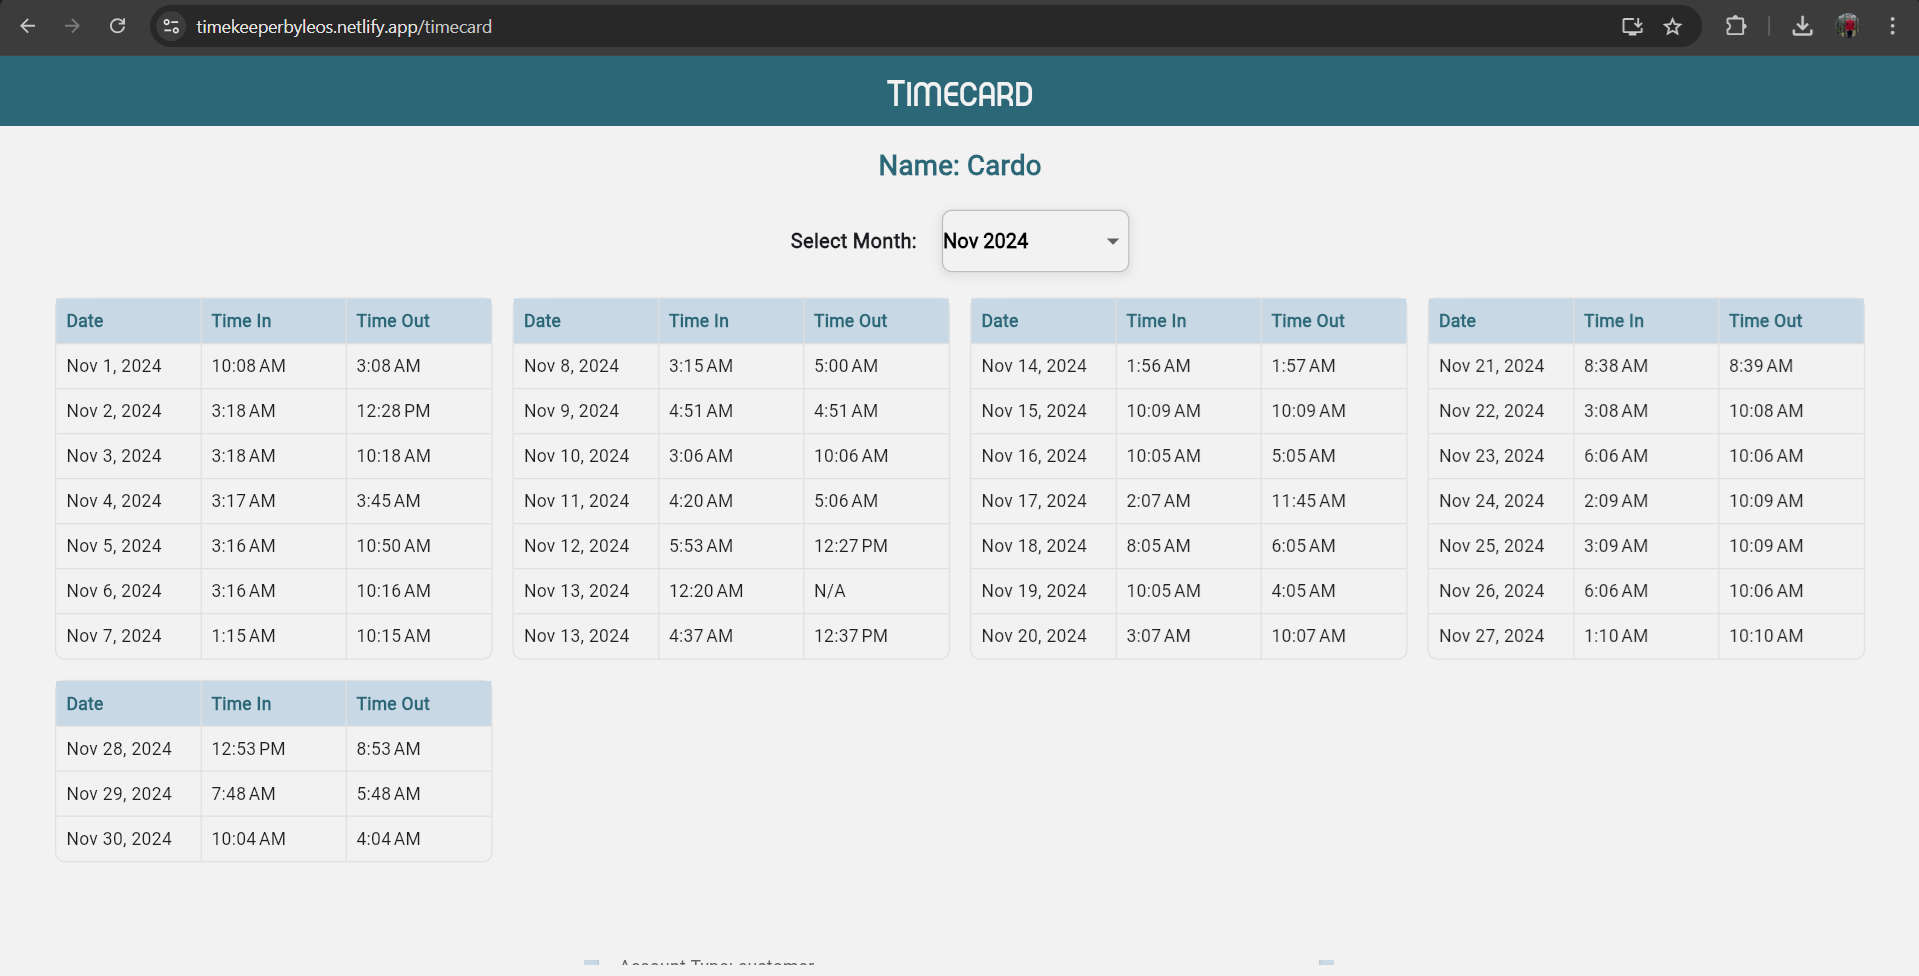 timekeeperbyleos.netlify.app/timecard
TIMECARD
Name: Cardo
Select Month: Nov 2024
Date Time In Time Out
Nov 1, 2024 10:08 AM 3:08 AM
Nov 2, 2024 3:18 AM 12:28 PM
Nov 3, 2024 3:18 AM 10:18 AM
Nov 4, 2024 3:17 AM 3:45 AM
Nov 5, 2024 3:16 AM 10:50 AM
Nov 6, 2024 3:16 AM 10:16 AM
Nov 7, 2024 1:15 AM 10:15 AM
Date Time In Time Out
Nov 8, 2024 3:15 AM 5:00 AM
Nov 9, 2024 4:51 AM 4:51 AM
Nov 10, 2024 3:06 AM 10:06 AM
Nov 11, 2024 4:20 AM 5:06 AM
Nov 12, 2024 5:53 AM 12:27 PM
Nov 13, 2024 12:20 AM N/A
Nov 13, 2024 4:37 AM 12:37 PM
Date Time In Time Out
Nov 14, 2024 1:56 AM 1:57 AM
Nov 15, 2024 10:09 AM 10:09 AM
Nov 16, 2024 10:05 AM 5:05 AM
Nov 17, 2024 2:07 AM 11:45 AM
Nov 18, 2024 8:05 AM 6:05 AM
Nov 19, 2024 10:05 AM 4:05 AM
Nov 20, 2024 3:07 AM 10:07 AM
Date Time In Time Out
Nov 21, 2024 8:38 AM 8:39 AM
Nov 22, 2024 3:08 AM 10:08 AM
Nov 23, 2024 6:06 AM 10:06 AM
Nov 24, 2024 2:09 AM 10:09 AM
Nov 25, 2024 3:09 AM 10:09 AM
Nov 26, 2024 6:06 AM 10:06 AM
Nov 27, 2024 1:10 AM 10:10 AM
Date Time In Time Out
Nov 28, 2024 12:53 PM 8:53 AM
Nov 29, 2024 7:48 AM 5:48 AM
Nov 30, 2024 10:04 AM 4:04 AM
Account Type: customer